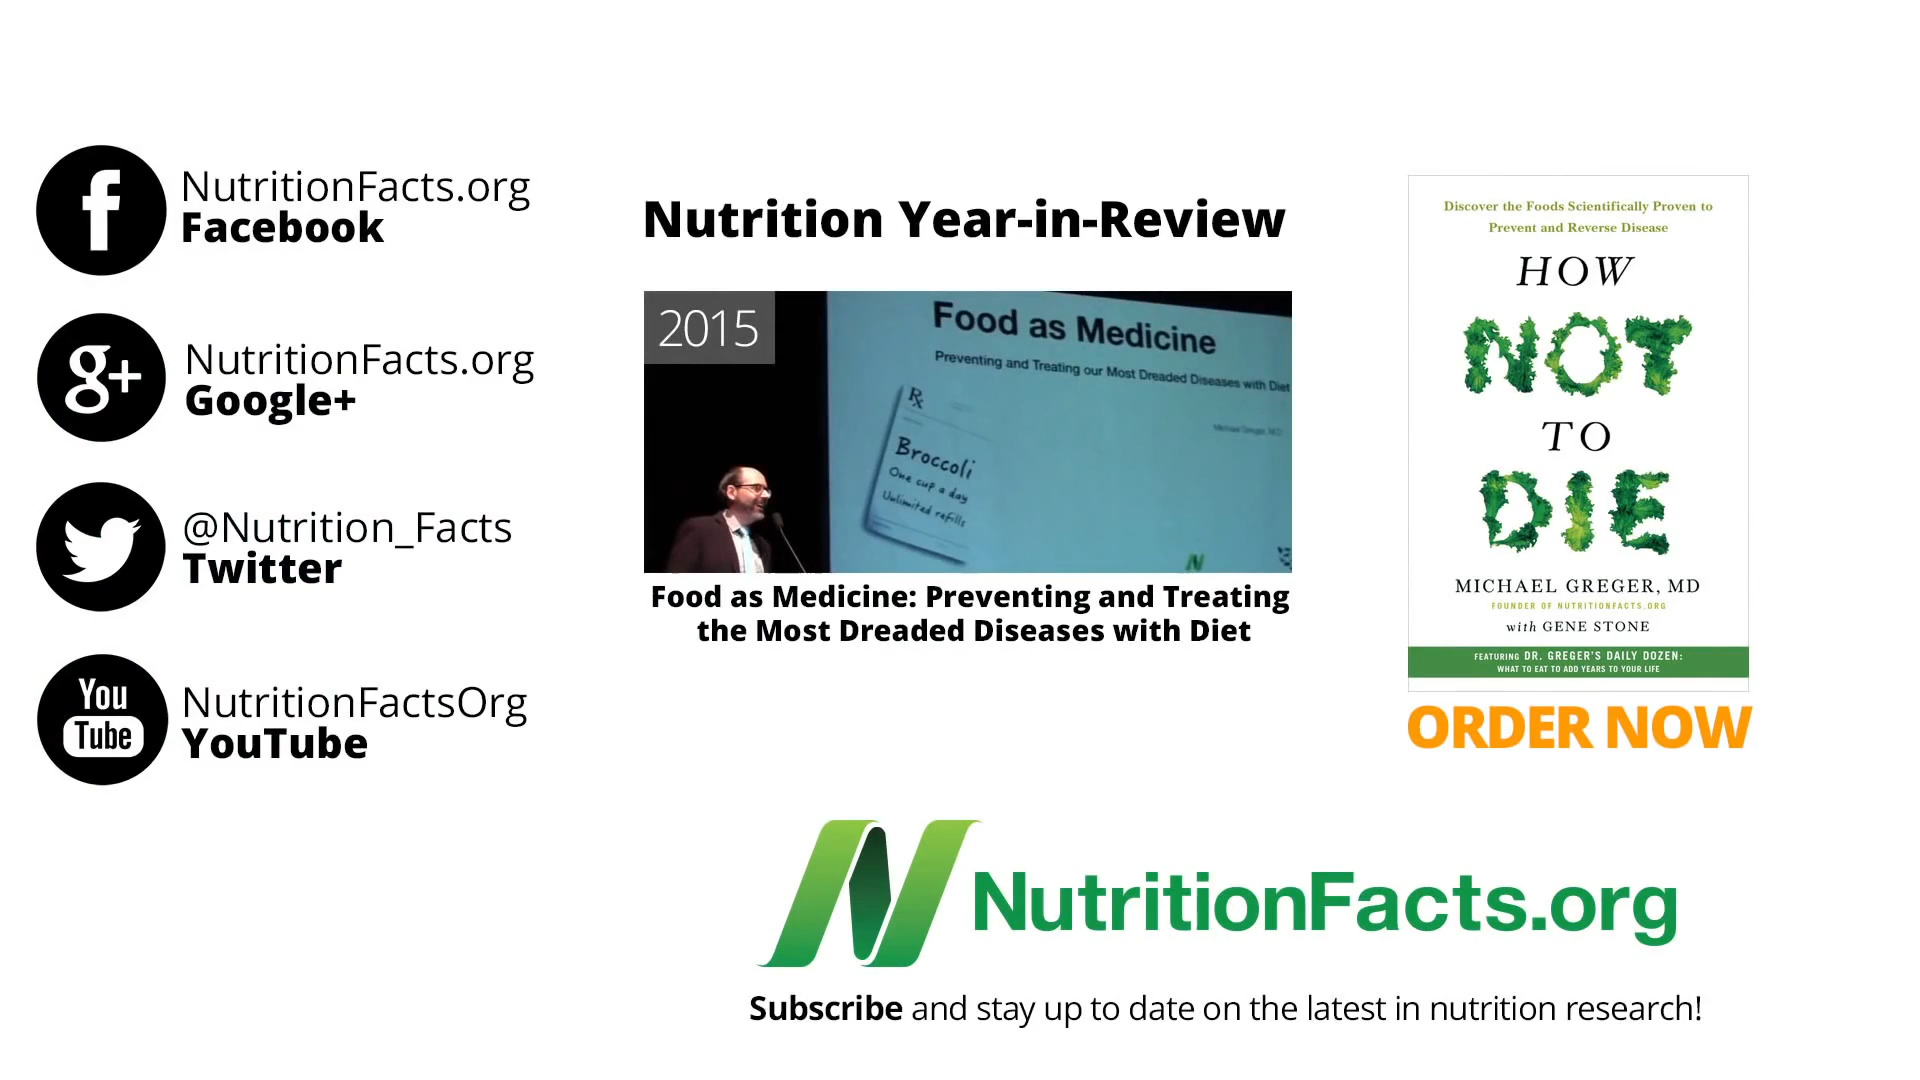 NutritionFacts.org
Facebook
g+
NutritionFacts.org
Google+
@Nutrition_Facts
Twitter
You
Tube
NutritionFactsOrg
YouTube
Nutrition Year-in-Review
2015
Food as Medicine
Preventing and Treating our Most Dreaded Diseases with Diet
Michael Greger, MD
Rx
Broccoli
One cup a day
Unlimited refills
Food as Medicine: Preventing and Treating
the Most Dreaded Diseases with Diet
Discover the Foods Scientifically Proven to
Prevent and Reverse Disease
HOW
NOT
TO
DIE
MICHAEL GREGER, MD
FOUNDER OF NUTRITIONFACTS.ORG
with GENE STONE
FEATURING DR. GREGER'S DAILY DOZEN:
WHAT TO EAT TO ADD YEARS TO YOUR LIFE
ORDER NOW
NutritionFacts.org
Subscribe and stay up to date on the latest in nutrition research!